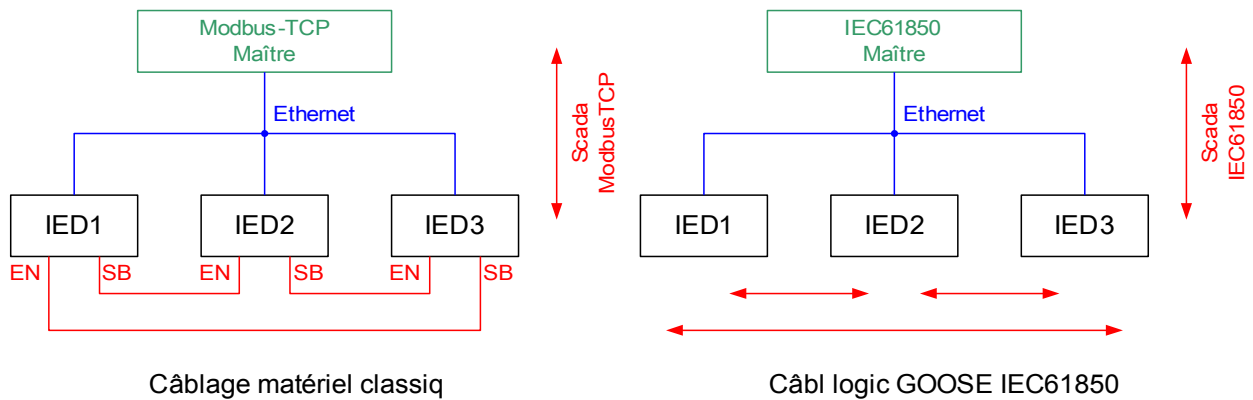 Modbus-TCP
Maître
Ethernet
Scada
ModbusTCP
IED1
IED2
IED3
EN
SB
EN
SB
EN
SB
Câblage matériel classiq
IEC61850
Maître
Ethernet
Scada
IEC61850
IED1
IED2
IED3
Câbl logic GOOSE IEC61850